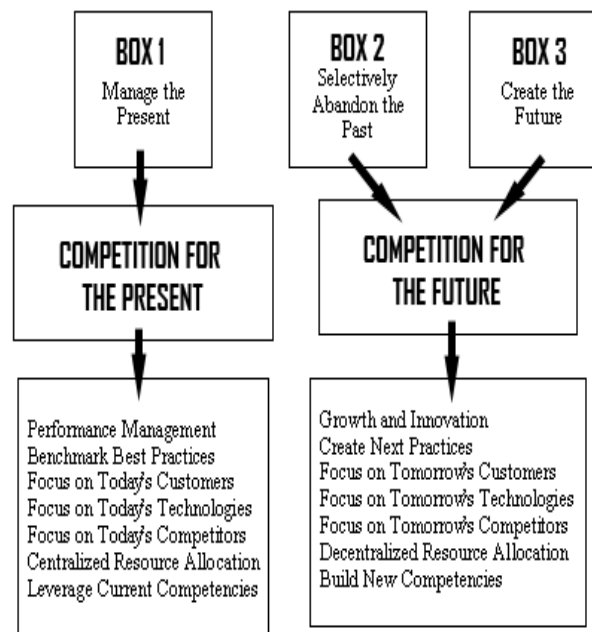 BOX 1
Manage the
Present
BOX 2
Selectively
Abandon the
Past
BOX 3
Create the
Future
COMPETITION FOR
THE PRESENT
COMPETITION FOR
THE FUTURE
Performance Management
Benchmark Best Practices
Focus on Today's Customers
Focus on Today's Technologies
Focus on Today's Competitors
Centralized Resource Allocation
Leverage Current Competencies
Growth and Innovation
Create Next Practices
Focus on Tomorrow's Customers
Focus on Tomorrow's Technologies
Focus on Tomorrow's Competitors
Decentralized Resource Allocation
Build New Competencies